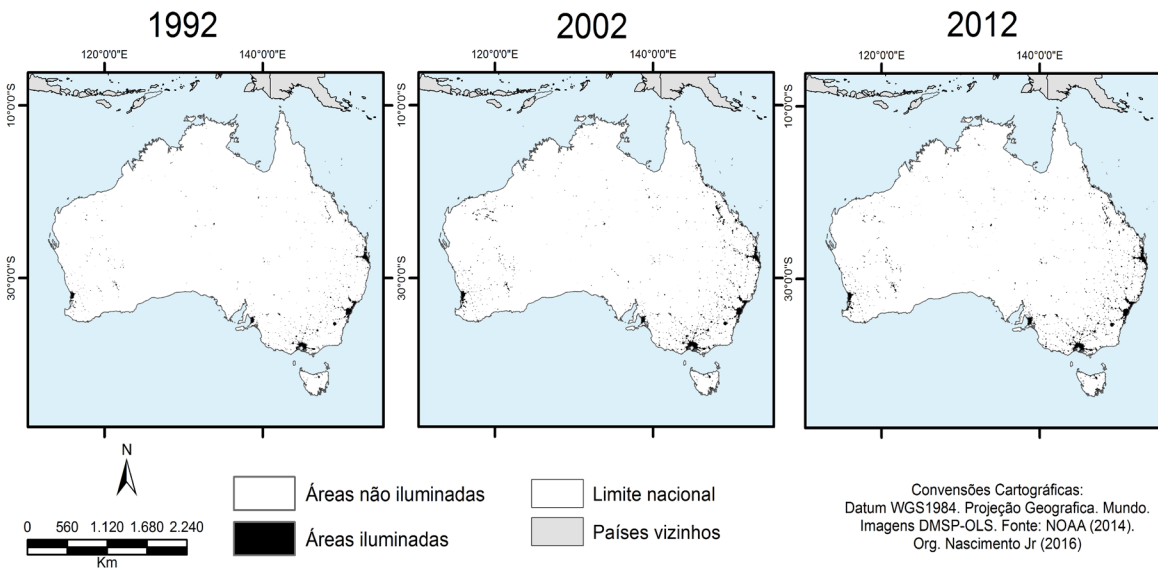 1992
2002
2012
120°0'0"E
140°0'0"E
120°0'0"E
140°0'0"E
120°0'0"E
140°0'0"E
10°0'0"S
10°0'0"S
10°0'0"S
30°0'0"S
30°0'0"S
30°0'0"S
N
0 560 1.120 1.680 2.240
Km
Áreas não iluminadas
Áreas iluminadas
Limite nacional
Países vizinhos
Convensões Cartográficas:
Datum WGS1984. Projeção Geografica. Mundo.
Imagens DMSP-OLS. Fonte: NOAA (2014).
Org. Nascimento Jr (2016)